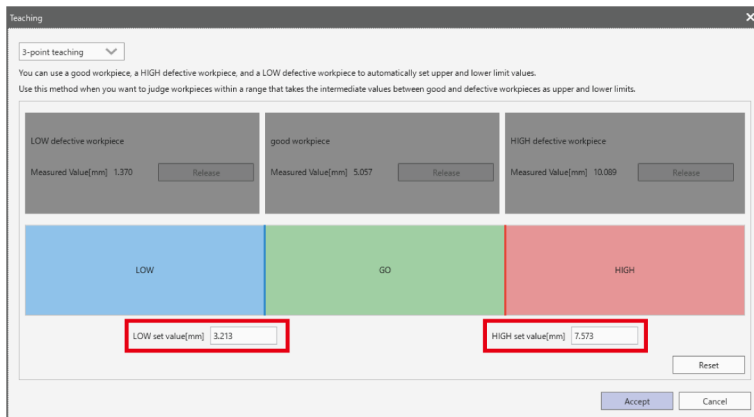 Teaching
3-point teaching
You can use a good workpiece, a HIGH defective workpiece, and a LOW defective workpiece to automatically set upper and lower limit values.
Use this method when you want to judge workpieces within a range that takes the intermediate values between good and defective workpieces as upper and lower limits.
LOW defective workpiece
Measured Value[mm] 1.370 Release
good workpiece
Measured Value[mm] 5.057 Release
HIGH defective workpiece
Measured Value[mm] 10.089 Release
LOW GO HIGH
LOW set value[mm] 3.213 HIGH set value[mm] 7.573
Reset
Accept Cancel